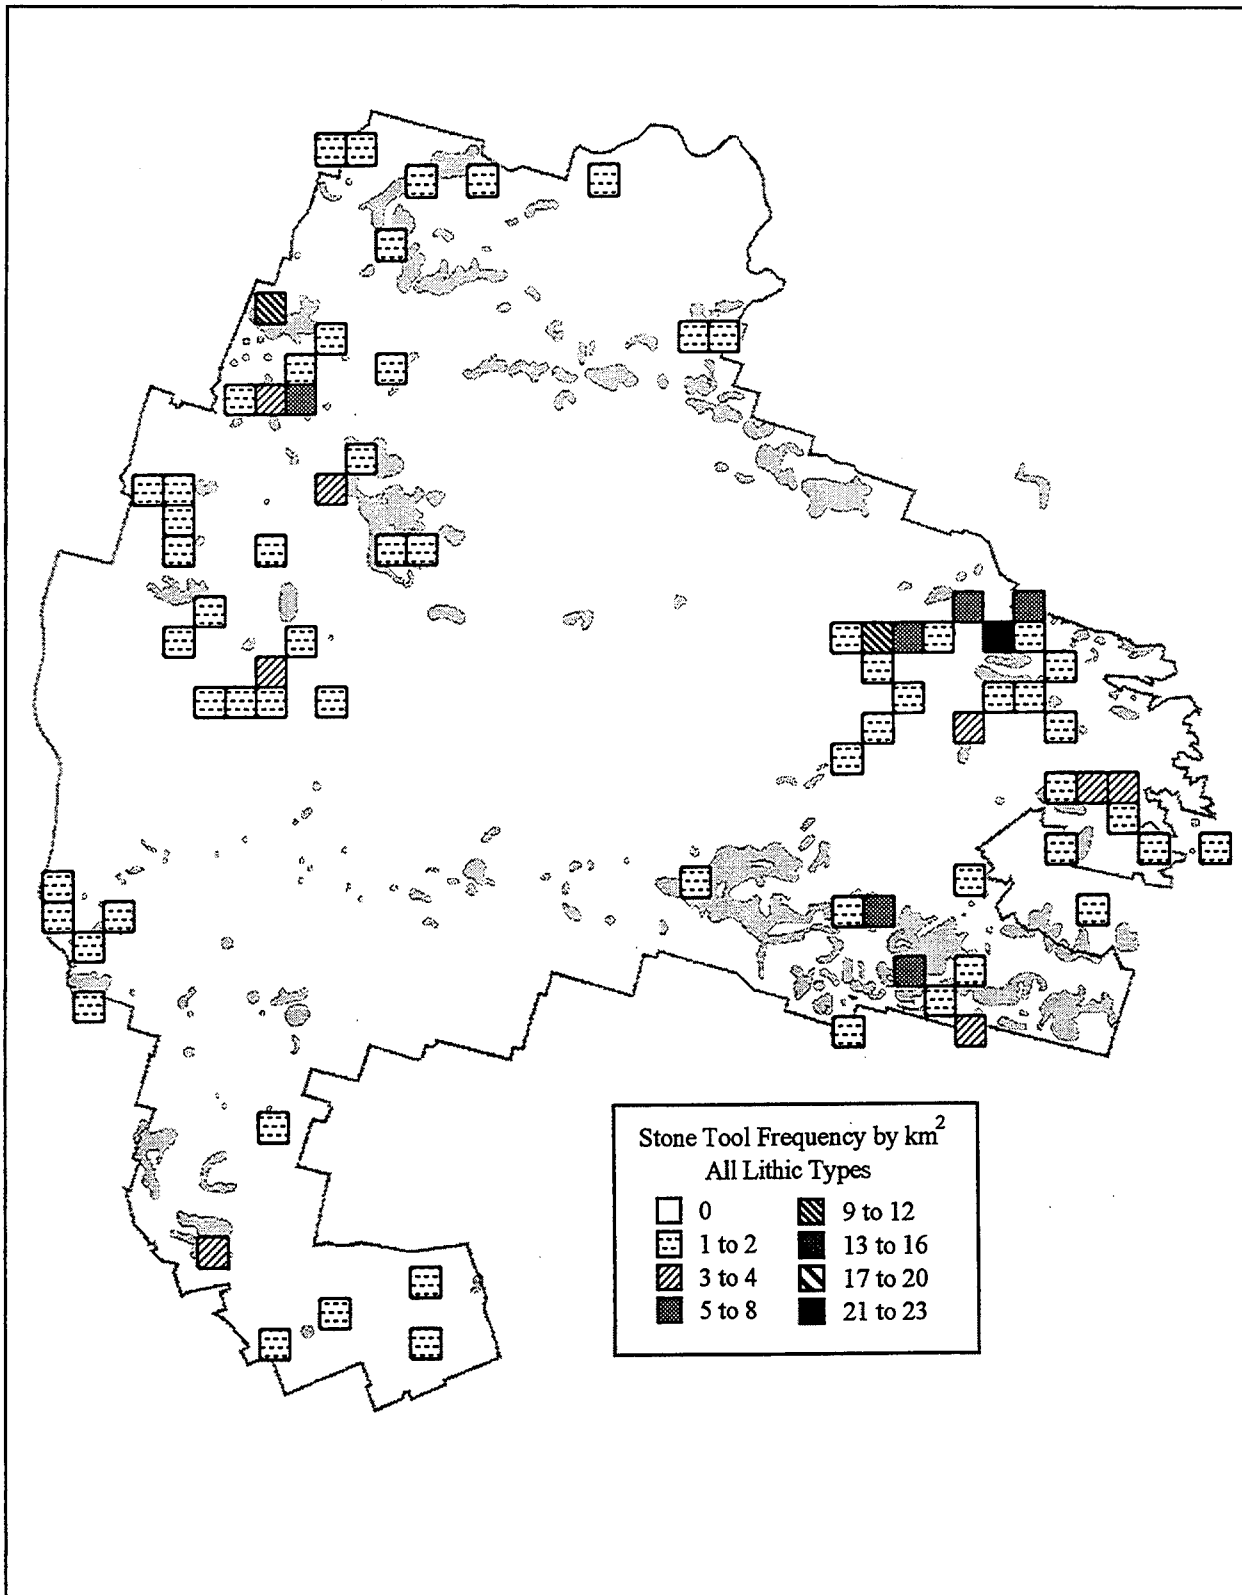 Stone Tool Frequency by km²
All Lithic Types
0
1 to 2
3 to 4
5 to 8
9 to 12
13 to 16
17 to 20
21 to 23